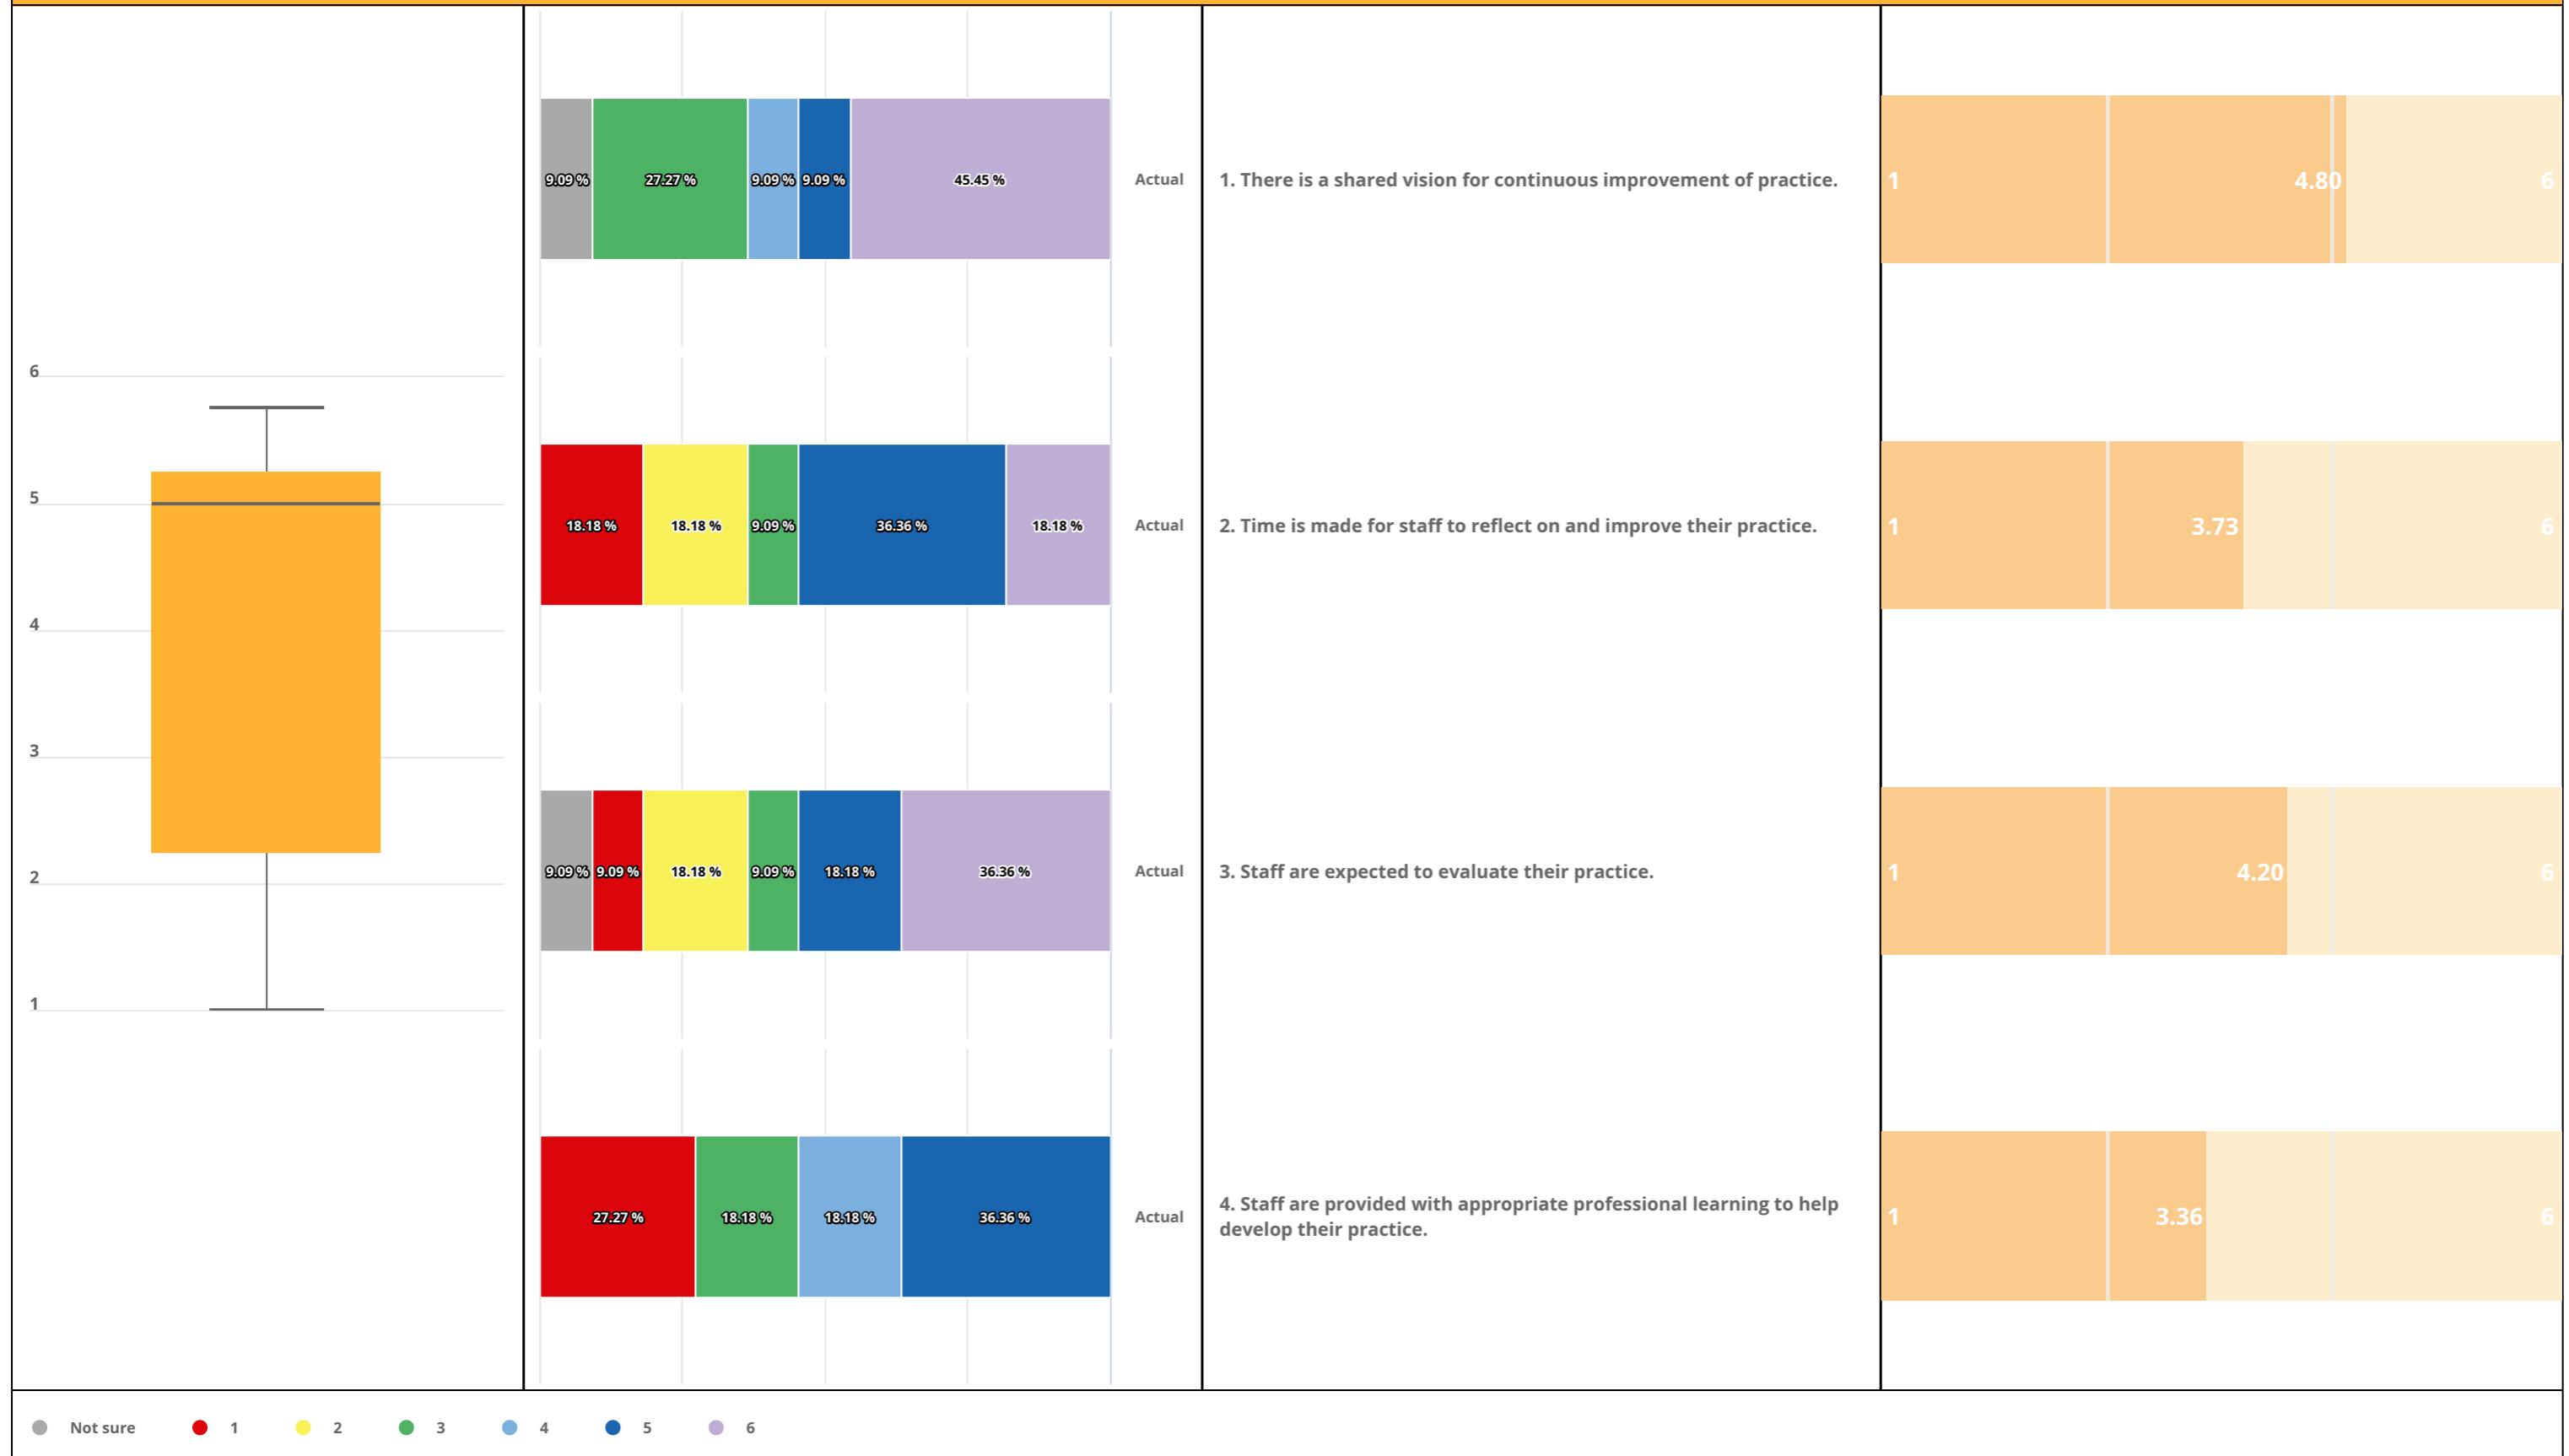 6
5
4
3
2
1
9.09 % 27.27 % 9.09 % 9.09 % 45.45 % Actual
1. There is a shared vision for continuous improvement of practice.
1 4.80 6
18.18 % 18.18 % 9.09 % 36.36 % 18.18 % Actual
2. Time is made for staff to reflect on and improve their practice.
1 3.73 6
9.09 % 9.09 % 18.18 % 9.09 % 18.18 % 36.36 % Actual
3. Staff are expected to evaluate their practice.
1 4.20 6
27.27 % 18.18 % 18.18 % 36.36 % Actual
4. Staff are provided with appropriate professional learning to help
develop their practice.
1 3.36 6
Not sure 1 2 3 4 5 6